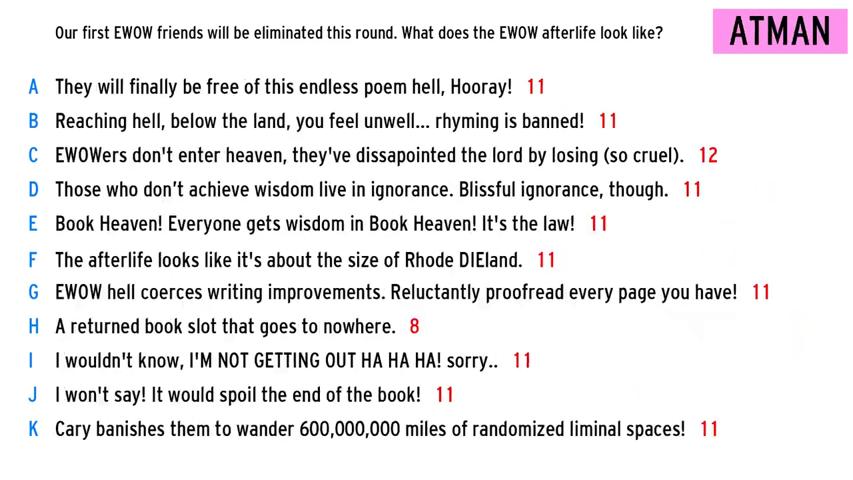 Our first EWOW friends will be eliminated this round. What does the EWOW afterlife look like?
ATMAN
A They will finally be free of this endless poem hell, Hooray! 11
B Reaching hell, below the land, you feel unwell... rhyming is banned! 11
C EWOWers don't enter heaven, they've dissapointed the lord by losing (so cruel). 12
D Those who don't achieve wisdom live in ignorance. Blissful ignorance, though. 11
E Book Heaven! Everyone gets wisdom in Book Heaven! It's the law! 11
F The afterlife looks like it's about the size of Rhode DIEland. 11
G EWOW hell coerces writing improvements. Reluctantly proofread every page you have! 11
H A returned book slot that goes to nowhere. 8
I I wouldn't know, I'M NOT GETTING OUT HA HA HA! sorry.. 11
J I won't say! It would spoil the end of the book! 11
K Cary banishes them to wander 600,000,000 miles of randomized liminal spaces! 11